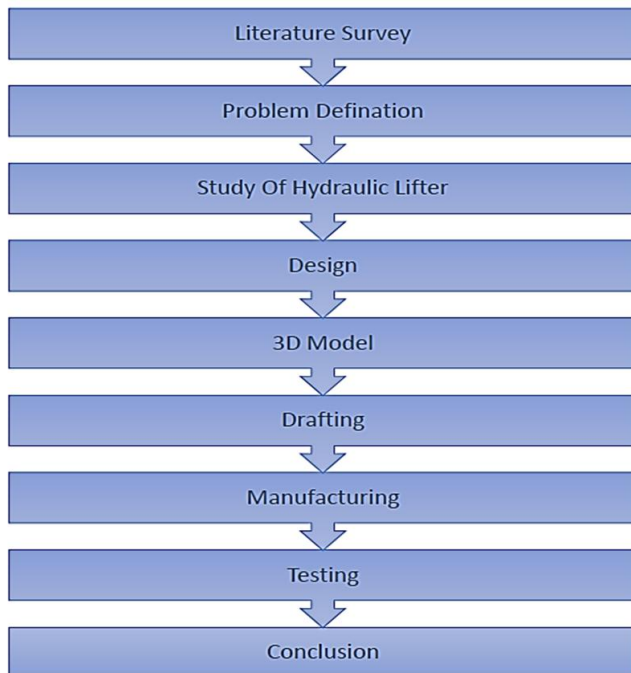 Literature Survey
Problem Defination
Study Of Hydraulic Lifter
Design
3D Model
Drafting
Manufacturing
Testing
Conclusion